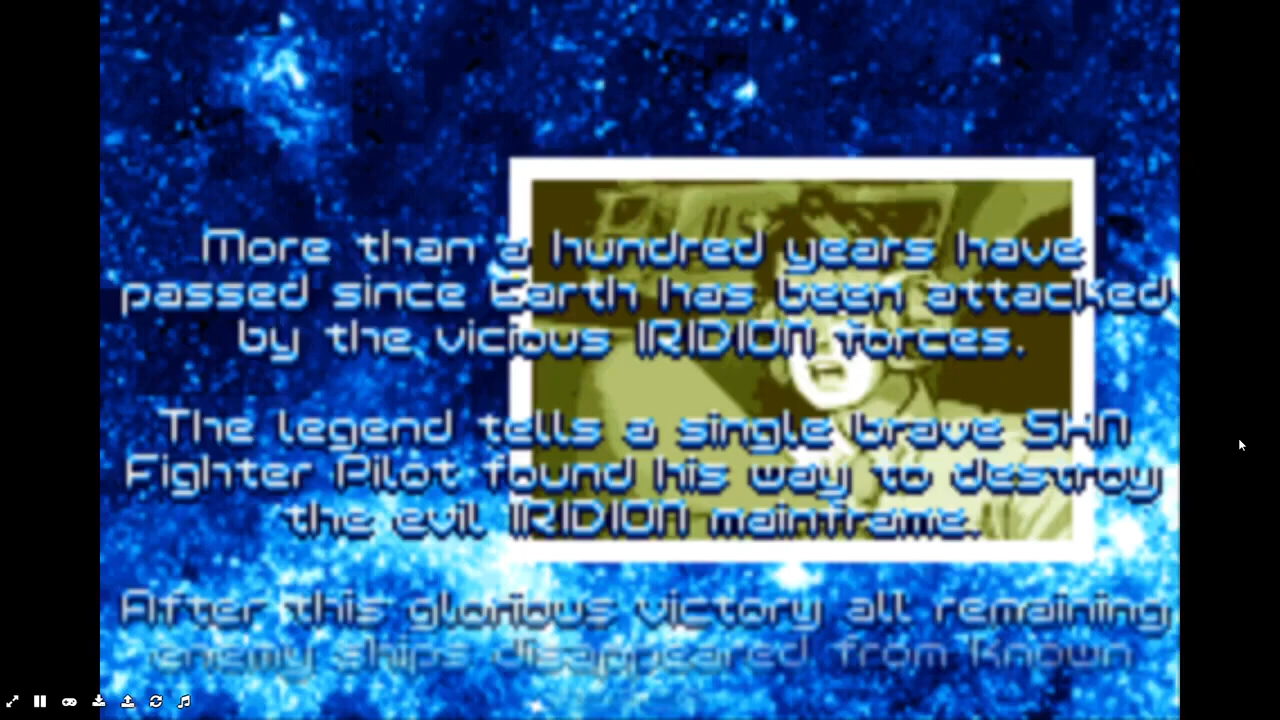 More than a hundred years have
passed since Earth has been attacked
by the vicious IRIDION forces.
The legend tells a single brave SHN
Fighter Pilot found his way to destroy
the evil IRIDION mainframe.
After this glorious victory all remaining
enemy ships disappeared from known